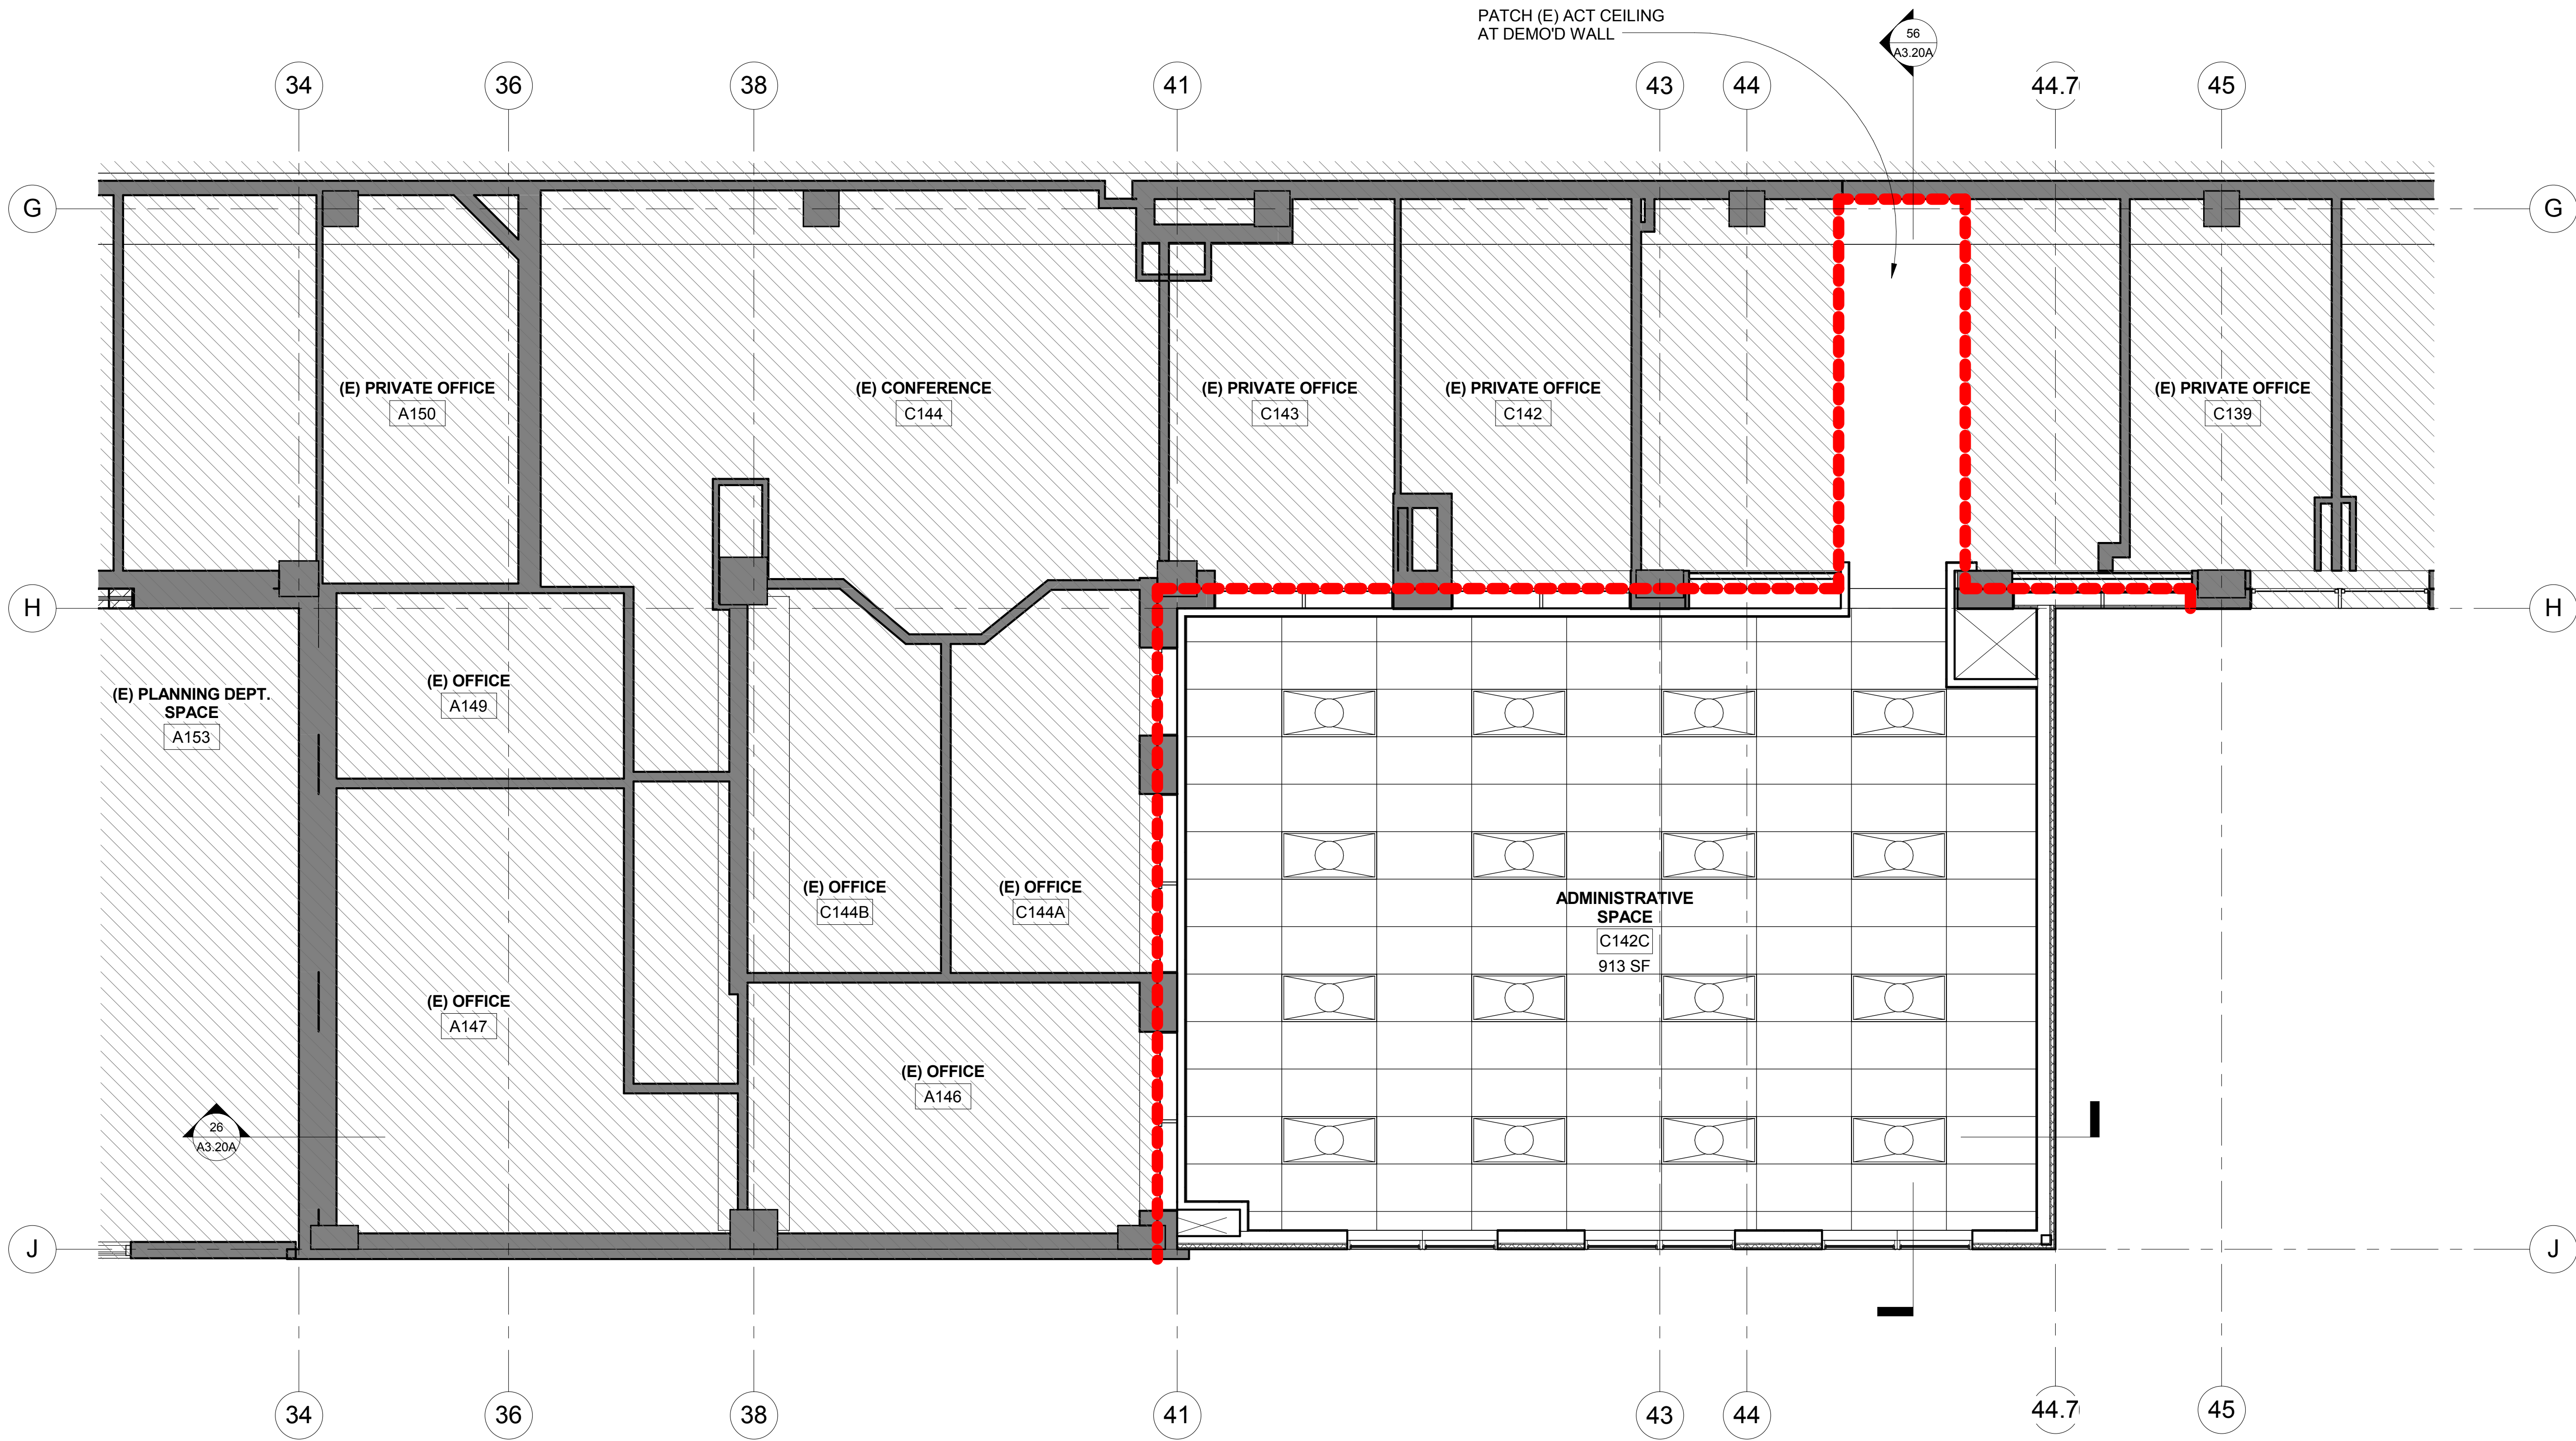 PATCH (E) ACT CEILING
AT DEMO'D WALL
56
A3.20A
34
36
38
41
43
44
44.7
45
G
G
(E) PRIVATE OFFICE
A150
(E) CONFERENCE
C144
(E) PRIVATE OFFICE
C143
(E) PRIVATE OFFICE
C142
(E) PRIVATE OFFICE
C139
H
H
(E) PLANNING DEPT.
SPACE
A153
(E) OFFICE
A149
(E) OFFICE
C144B
(E) OFFICE
C144A
ADMINISTRATIVE
SPACE
C142C
913 SF
(E) OFFICE
A147
(E) OFFICE
A146
26
A3.20A
J
J
34
36
38
41
43
44
44.7
45